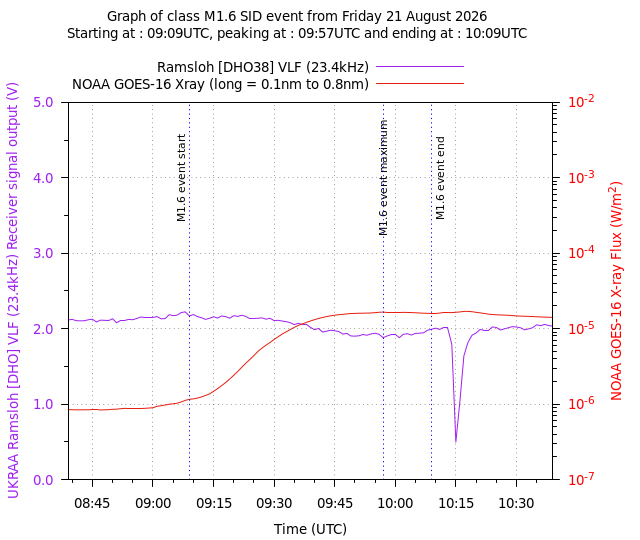 Graph of class M1.6 SID event from Friday 21 August 2026
Starting at : 09:09UTC, peaking at : 09:57UTC and ending at : 10:09UTC
Ramsloh [DHO38] VLF (23.4kHz)
NOAA GOES-16 Xray (long = 0.1nm to 0.8nm)
UKRAA Ramsloh [DHO] VLF (23.4kHz) Receiver signal output (V)
5.0
4.0
3.0
2.0
1.0
0.0
M1.6 event start
M1.6 event maximum
M1.6 event end
10-2
10-3
10-4
10-5
10-6
10-7
NOAA GOES-16 X-ray Flux (W/m2)
08:45 09:00 09:15 09:30 09:45 10:00 10:15 10:30
Time (UTC)